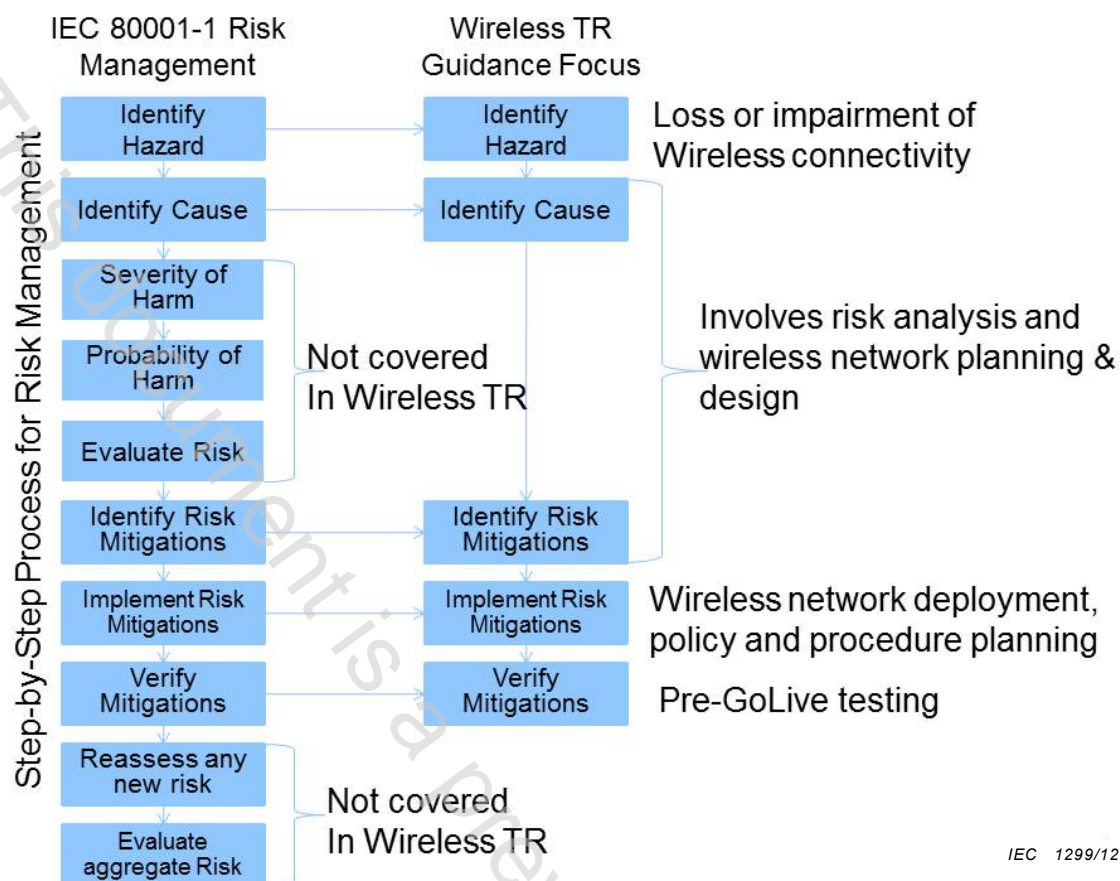 IEC 80001-1 Risk
Management
Wireless TR
Guidance Focus
Step-by-Step Process for Risk Management
Identify
Hazard
Identify
Hazard
Loss or impairment of
Wireless connectivity
Identify Cause
Identify Cause
Severity of
Harm
Probability of
Harm
Evaluate Risk
Not covered
In Wireless TR
Involves risk analysis and
wireless network planning &
design
Identify Risk
Mitigations
Identify Risk
Mitigations
Implement Risk
Mitigations
Implement Risk
Mitigations
Wireless network deployment,
policy and procedure planning
Verify
Mitigations
Verify
Mitigations
Pre-GoLive testing
Reassess any
new risk
Evaluate
aggregate Risk
Not covered
In Wireless TR
IEC 1299/12
This document is a pre